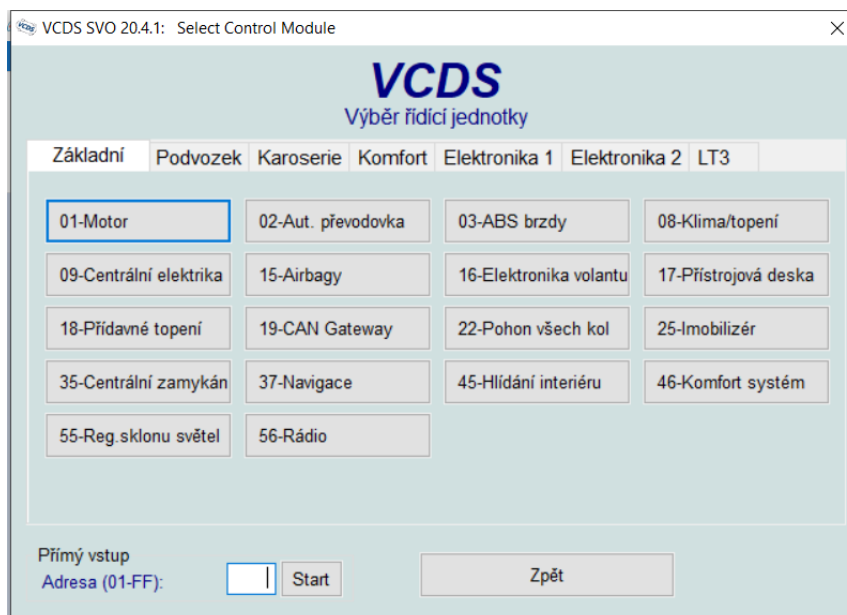 VCDS SVO 20.4.1: Select Control Module
VCDS
Výběr řídící jednotky
Základní Podvozek Karoserie Komfort Elektronika 1 Elektronika 2 LT3
01-Motor 02-Aut. převodovka 03-ABS brzdy 08-Klima/topení
09-Centrální elektrika 15-Airbagy 16-Elektronika volantu 17-Přístrojová deska
18-Přídavné topení 19-CAN Gateway 22-Pohon všech kol 25-Imobilizér
35-Centrální zamykán 37-Navigace 45-Hlídání interiéru 46-Komfort systém
55-Reg.sklonu světel 56-Rádio
Přímý vstup
Adresa (01-FF): Start Zpět